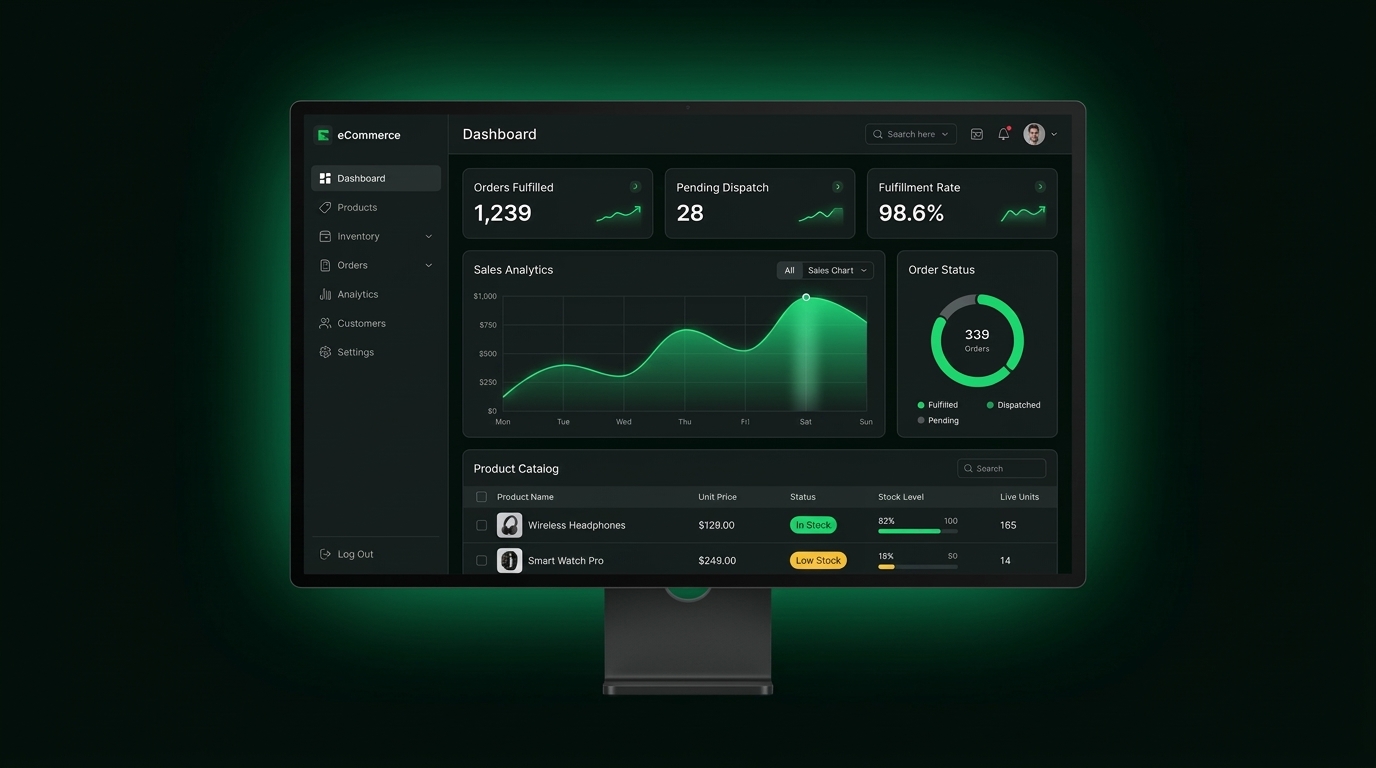 eCommerce
Dashboard
Products
Inventory
Orders
Analytics
Customers
Settings
Log Out
Dashboard
Search here
Orders Fulfilled
1,239
Pending Dispatch
28
Fulfillment Rate
98.6%
Sales Analytics
All
Sales Chart
$1,000
$750
$500
$250
$0
Mon
Tue
Wed
Thu
Fri
Sat
Sun
Order Status
339
Orders
Fulfilled
Dispatched
Pending
Product Catalog
Search
Product Name
Unit Price
Status
Stock Level
Live Units
Wireless Headphones
$129.00
In Stock
82%
100
165
Smart Watch Pro
$249.00
Low Stock
18%
50
14